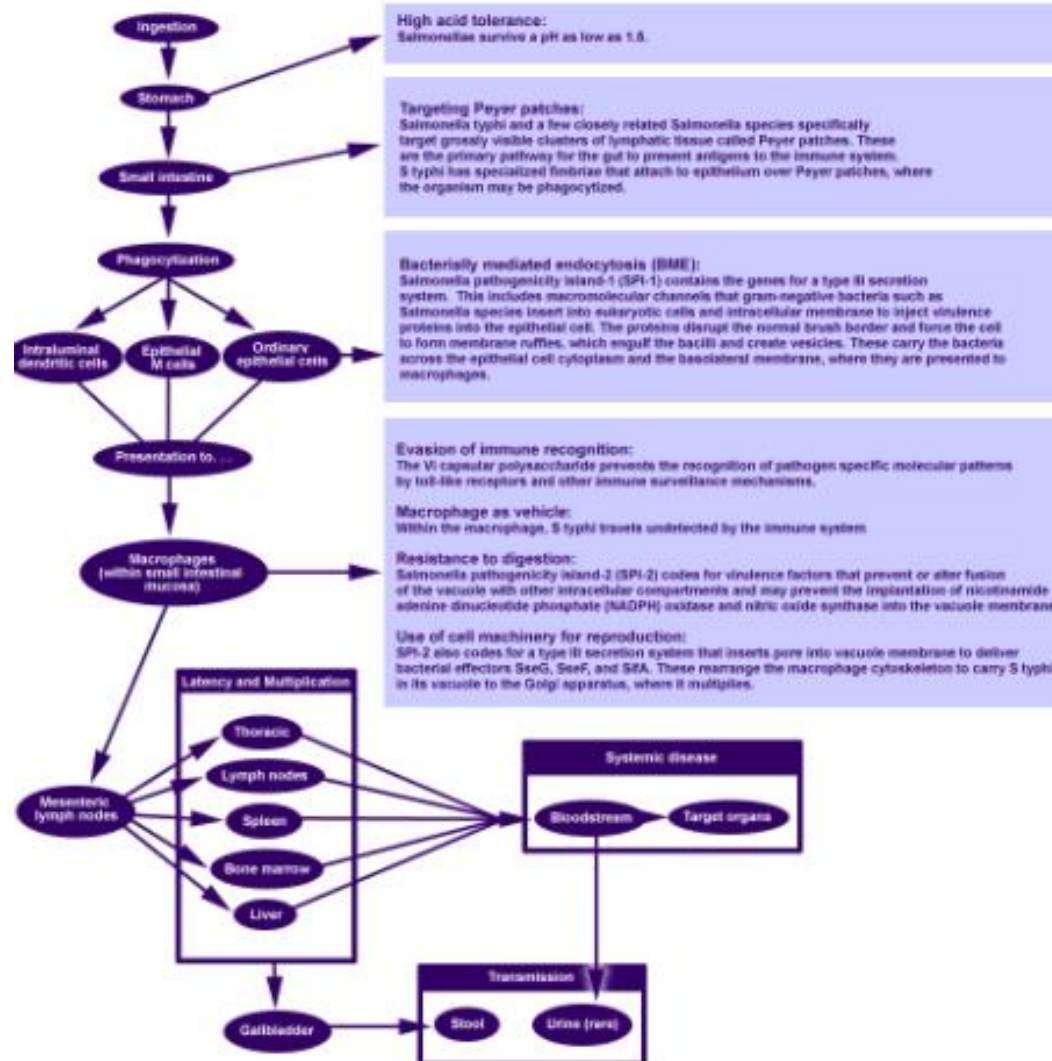 Ingestion
High acid tolerance:
Salmonellae survive a pH as low as 1.5.
Stomach
Targeting Peyer patches:
Salmonella typhi and a few closely related Salmonella species specifically
target grossly visible clusters of lymphatic tissue called Peyer patches. These
are the primary pathway for the gut to present antigens to the immune system.
S typhi has specialized fimbriae that attach to epithelium over Peyer patches, where
the organism may be phagocytized.
Small intestine
Phagocytization
Bacterially mediated endocytosis (BME):
Salmonella pathogenicity island-1 (SPI-1) contains the genes for a type III secretion
system. This includes macromolecular channels that gram-negative bacteria such as
Salmonella species insert into eukaryotic cells and intracellular membrane to inject virulence
proteins into the epithelial cell. The proteins disrupt the normal brush border and force the cell
to form membrane ruffles, which engulf the bacilli and create vesicles. These carry the bacteria
across the epithelial cell cytoplasm and the basolateral membrane, where they are presented to
macrophages.
Intraluminal
dendritic cells
Epithelial
M cells
Ordinary
epithelial cells
Presentation to. . .
Evasion of immune recognition:
The Vi capsular polysaccharide prevents the recognition of pathogen specific molecular patterns
by toll-like receptors and other immune surveillance mechanisms.
Macrophage as vehicle:
Within the macrophage, S typhi travels undetected by the immune system
Resistance to digestion:
Salmonella pathogenicity island-2 (SPI-2) codes for virulence factors that prevent or alter fusion
of the vacuole with other intracellular compartments and may prevent the implantation of nicotinamide
adenine dinucleotide phosphate (NADPH) oxidase and nitric oxide synthase into the vacuole membrane
Use of cell machinery for reproduction:
SPI-2 also codes for a type III secretion system that inserts pore into vacuole membrane to deliver
bacterial effectors SseG, SseF, and SifA. These rearrange the macrophage cytoskeleton to carry S typhi
in its vacuole to the Golgi apparatus, where it multiplies.
Macrophages
(within small intestinal
mucosa)
Latency and Multiplication
Thoracic
Lymph nodes
Spleen
Bone marrow
Liver
Mesenteric
lymph nodes
Systemic disease
Bloodstream
Target organs
Gallbladder
Transmission
Stool
Urine (rare)